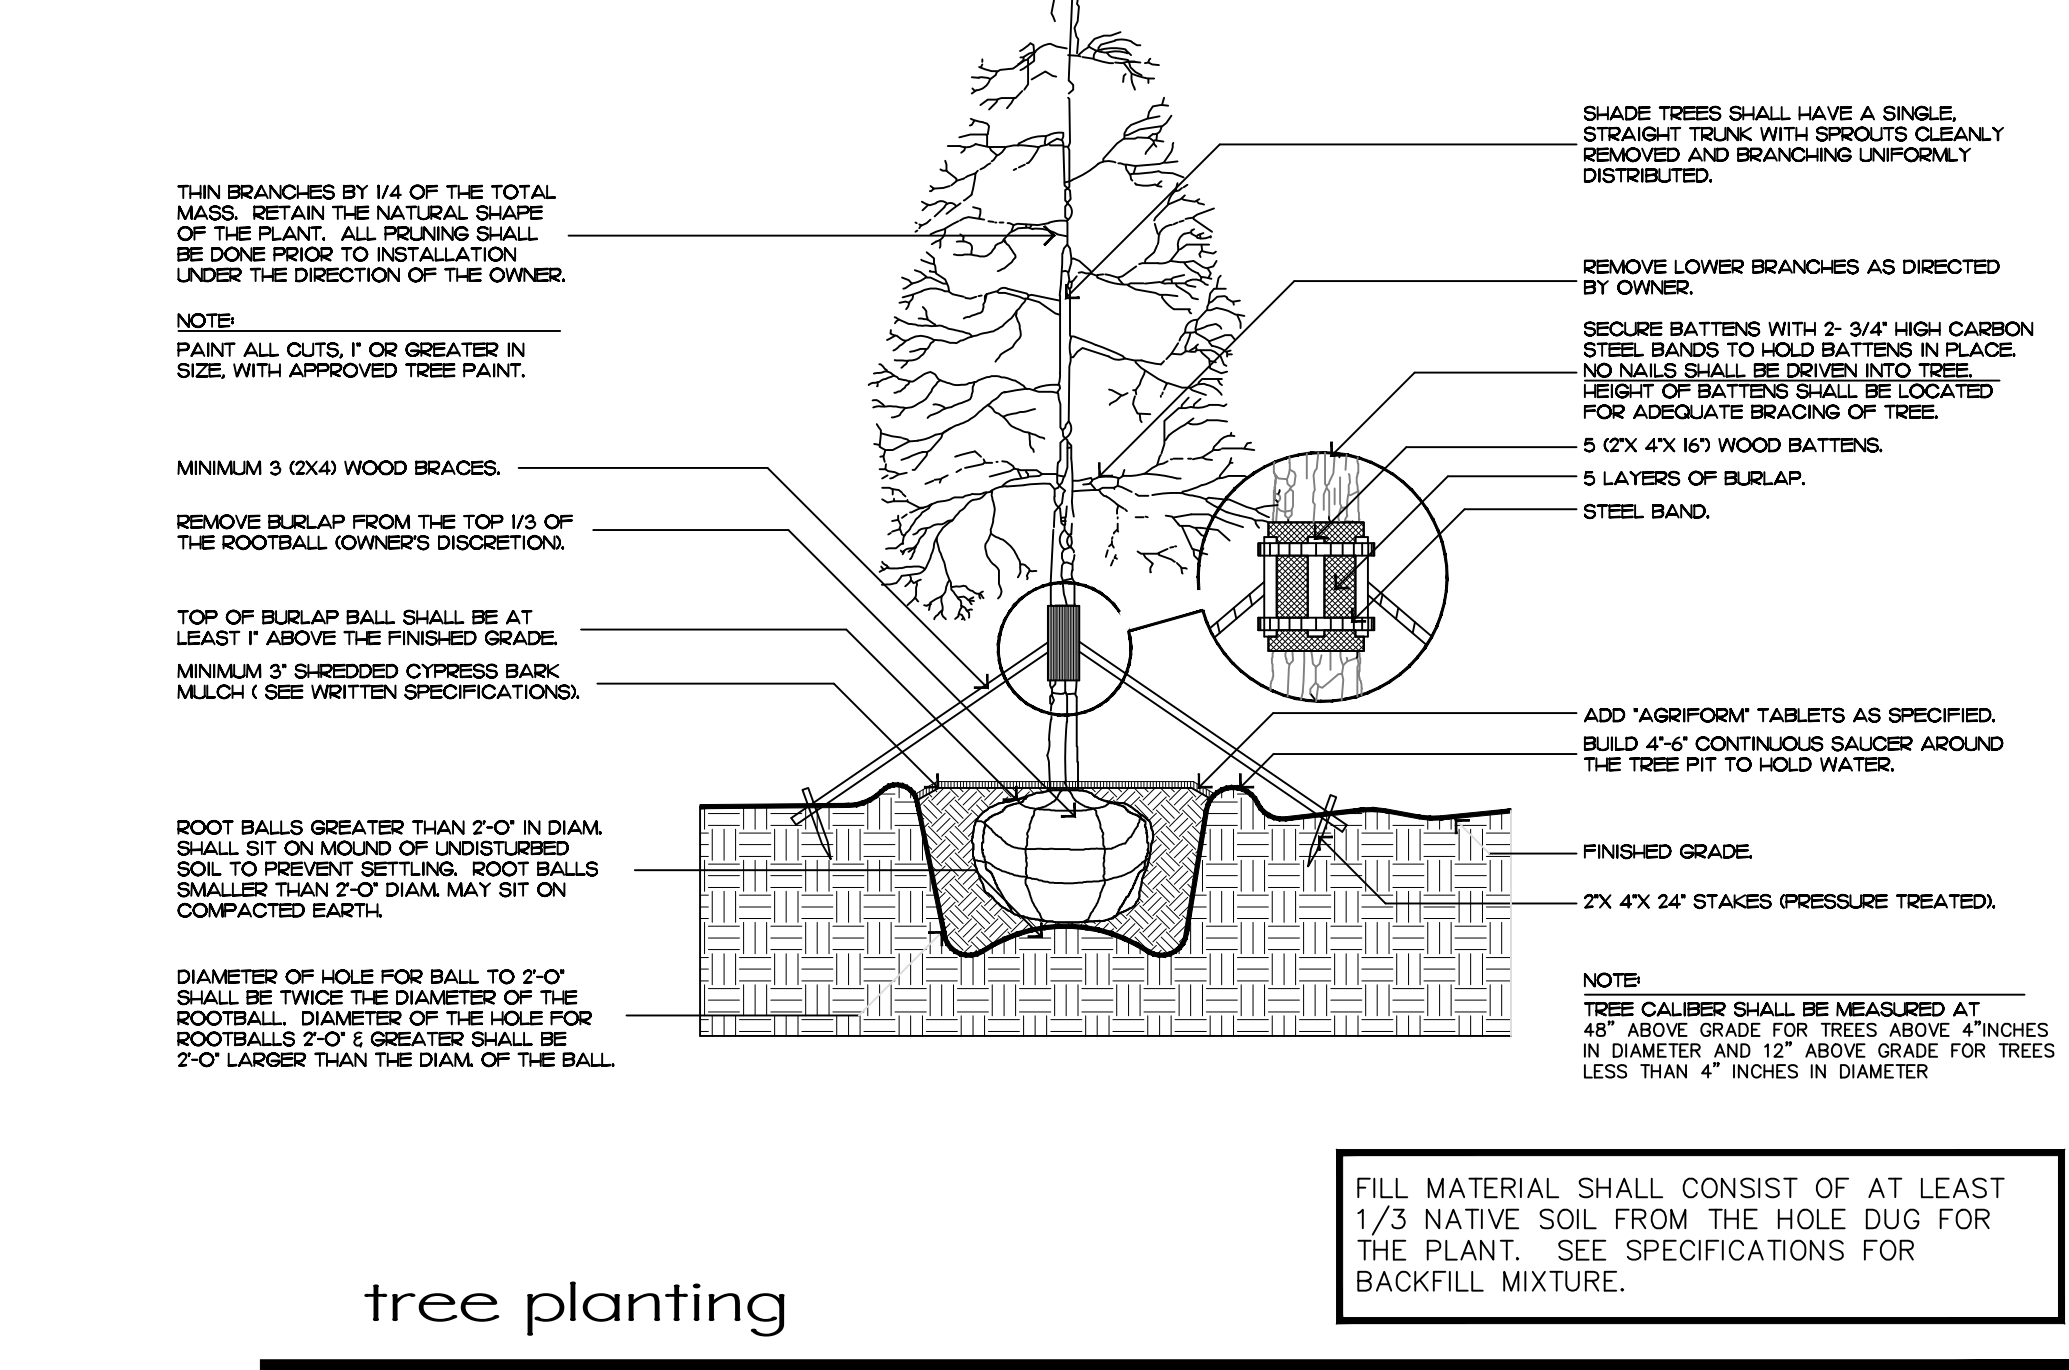 THIN BRANCHES BY 1/4 OF THE TOTAL
MASS. RETAIN THE NATURAL SHAPE
OF THE PLANT. ALL PRUNING SHALL
BE DONE PRIOR TO INSTALLATION
UNDER THE DIRECTION OF THE OWNER.
NOTE:
PAINT ALL CUTS, 1" OR GREATER IN
SIZE, WITH APPROVED TREE PAINT.
MINIMUM 3 (2X4) WOOD BRACES.
REMOVE BURLAP FROM THE TOP 1/3 OF
THE ROOTBALL (OWNER'S DISCRETION).
TOP OF BURLAP BALL SHALL BE AT
LEAST 1" ABOVE THE FINISHED GRADE.
MINIMUM 3" SHREDDED CYPRESS BARK
MULCH ( SEE WRITTEN SPECIFICATIONS).
ROOT BALLS GREATER THAN 2'-0" IN DIAM.
SHALL SIT ON MOUND OF UNDISTURBED
SOIL TO PREVENT SETTLING. ROOT BALLS
SMALLER THAN 2'-0" DIAM. MAY SIT ON
COMPACTED EARTH.
DIAMETER OF HOLE FOR BALL TO 2'-0"
SHALL BE TWICE THE DIAMETER OF THE
ROOTBALL. DIAMETER OF THE HOLE FOR
ROOTBALLS 2'-0" & GREATER SHALL BE
2'-0" LARGER THAN THE DIAM. OF THE BALL.
SHADE TREES SHALL HAVE A SINGLE,
STRAIGHT TRUNK WITH SPROUTS CLEANLY
REMOVED AND BRANCHING UNIFORMLY
DISTRIBUTED.
REMOVE LOWER BRANCHES AS DIRECTED
BY OWNER.
SECURE BATTENS WITH 2- 3/4" HIGH CARBON
STEEL BANDS TO HOLD BATTENS IN PLACE.
NO NAILS SHALL BE DRIVEN INTO TREE.
HEIGHT OF BATTENS SHALL BE LOCATED
FOR ADEQUATE BRACING OF TREE.
5 (2"X 4"X 16") WOOD BATTENS.
5 LAYERS OF BURLAP.
STEEL BAND.
ADD "AGRIFORM" TABLETS AS SPECIFIED.
BUILD 4"-6" CONTINUOUS SAUCER AROUND
THE TREE PIT TO HOLD WATER.
FINISHED GRADE.
2"X 4"X 24" STAKES (PRESSURE TREATED).
NOTE:
TREE CALIBER SHALL BE MEASURED AT
48" ABOVE GRADE FOR TREES ABOVE 4"INCHES
IN DIAMETER AND 12" ABOVE GRADE FOR TREES
LESS THAN 4" INCHES IN DIAMETER
FILL MATERIAL SHALL CONSIST OF AT LEAST
1/3 NATIVE SOIL FROM THE HOLE DUG FOR
THE PLANT. SEE SPECIFICATIONS FOR
BACKFILL MIXTURE.
tree planting